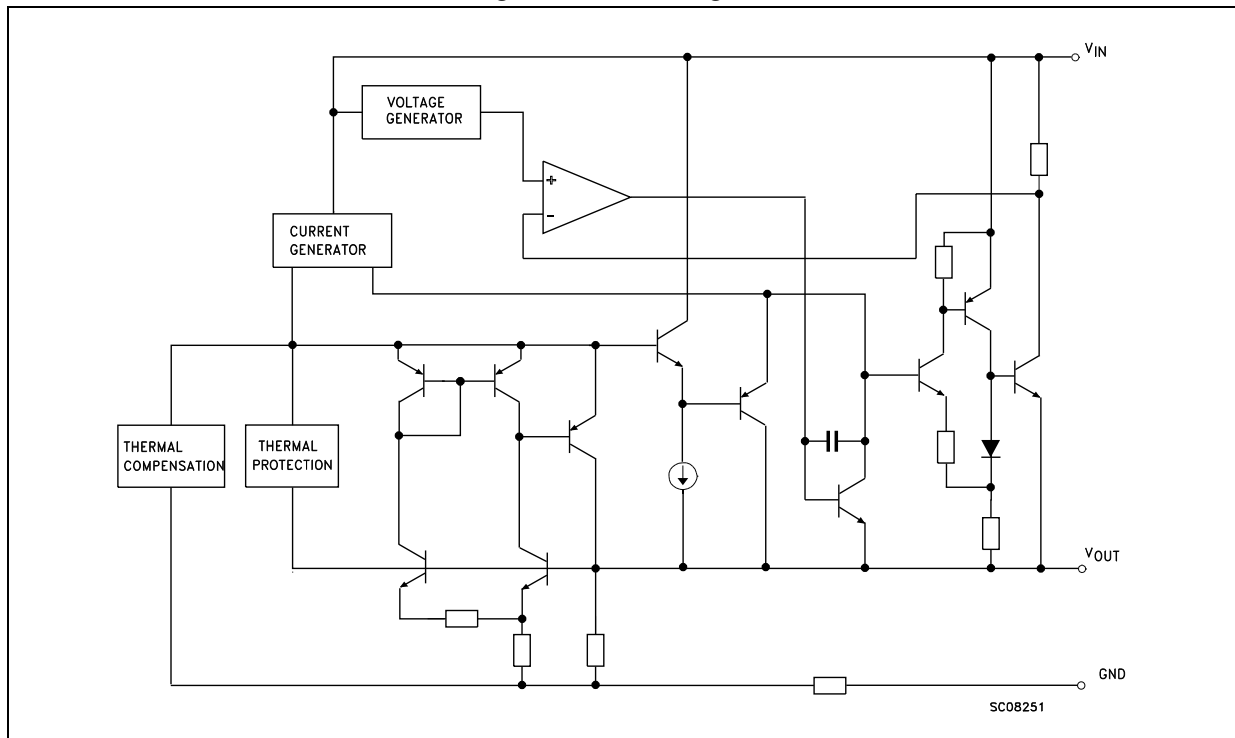 VIN
VOLTAGE
GENERATOR
+
-
CURRENT
GENERATOR
THERMAL
COMPENSATION
THERMAL
PROTECTION
VOUT
GND
SC08251